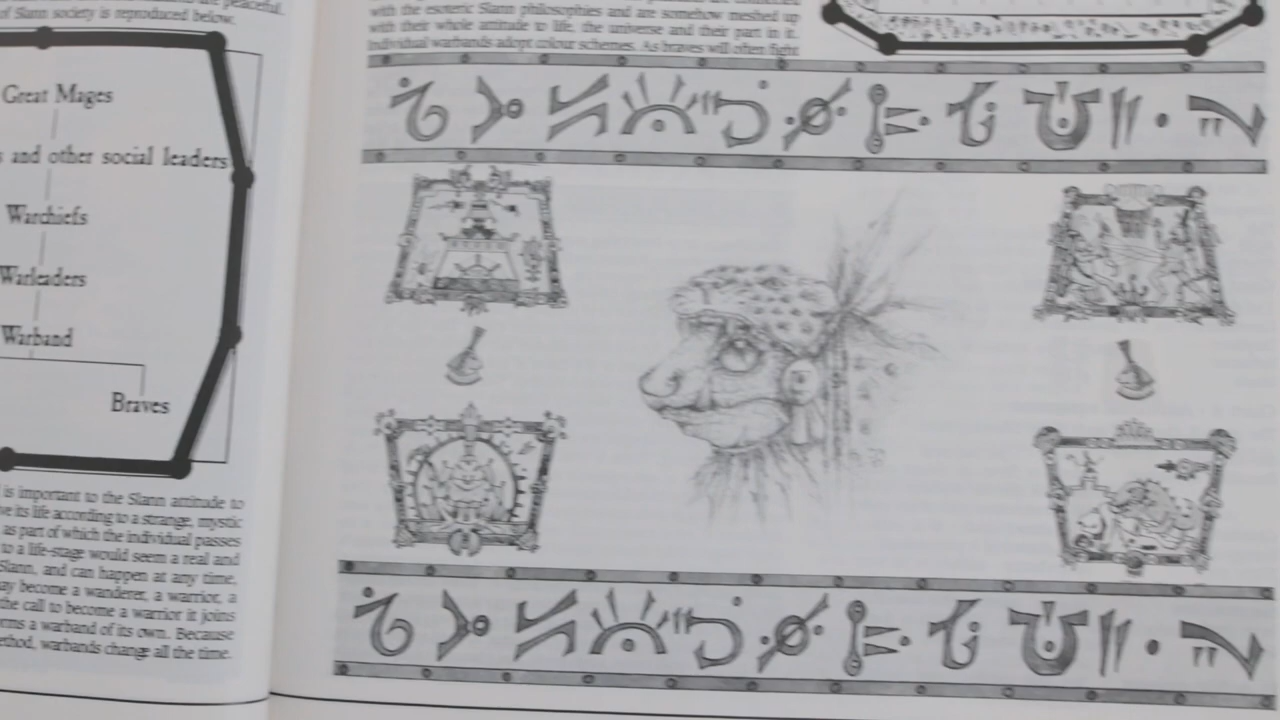 are peaceful.
of Slann society is reproduced below.
Great Mages
and other social leaders
Warchiefs
Warleaders
Warband
Braves
is important to the Slann attitude to
its life according to a strange, mystic
as part of which the individual passes
to a life-stage would seem a real and
Slann, and can happen at any time.
may become a wanderer, a warrior, a
the call to become a warrior it joins
forms a warband of its own. Because
method, warbands change all the time.
with the esoteric Slann philosophies and are somehow meshed up
with their whole attitude to life, the universe and their part in it.
Individual warbands adopt colour schemes. As braves will often fight